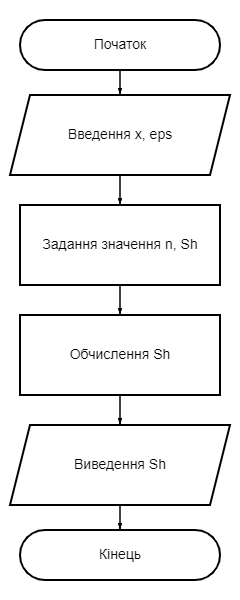 Початок
Введення x, eps
Задання значення n, Sh
Обчислення Sh
Виведення Sh
Кінець